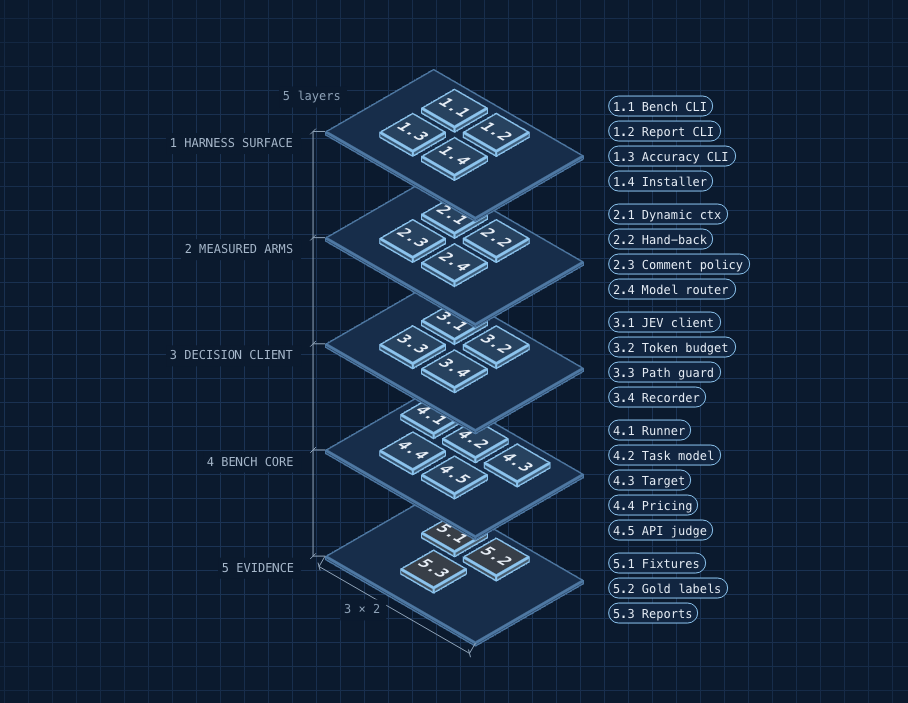 5 layers
1 HARNESS SURFACE
1.1
1.2
1.3
1.4
1.1 Bench CLI
1.2 Report CLI
1.3 Accuracy CLI
1.4 Installer
2 MEASURED ARMS
2.1
2.2
2.3
2.4
2.1 Dynamic ctx
2.2 Hand−back
2.3 Comment policy
2.4 Model router
3 DECISION CLIENT
3.1
3.2
3.3
3.4
3.1 JEV client
3.2 Token budget
3.3 Path guard
3.4 Recorder
4 BENCH CORE
4.1
4.2
4.3
4.4
4.5
4.1 Runner
4.2 Task model
4.3 Target
4.4 Pricing
4.5 API judge
5 EVIDENCE
5.1
5.2
5.3
5.1 Fixtures
5.2 Gold labels
5.3 Reports
3 × 2